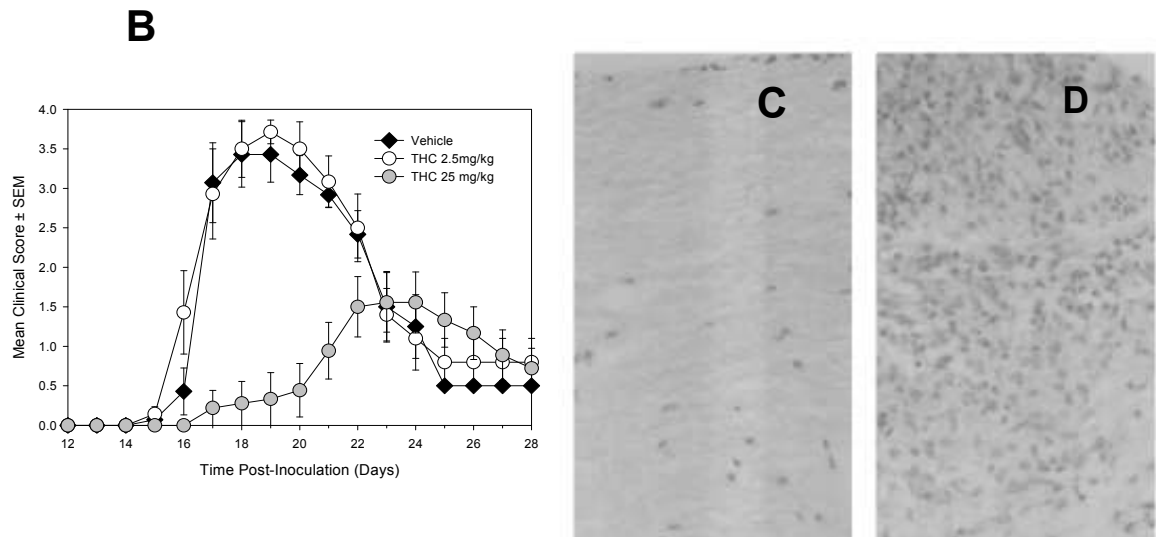 B
C
D
4.0
3.5
3.0
2.5
2.0
1.5
1.0
0.5
0.0
Mean Clinical Score ± SEM
Vehicle
THC 2.5mg/kg
THC 25 mg/kg
12 14 16 18 20 22 24 26 28
Time Post-Inoculation (Days)